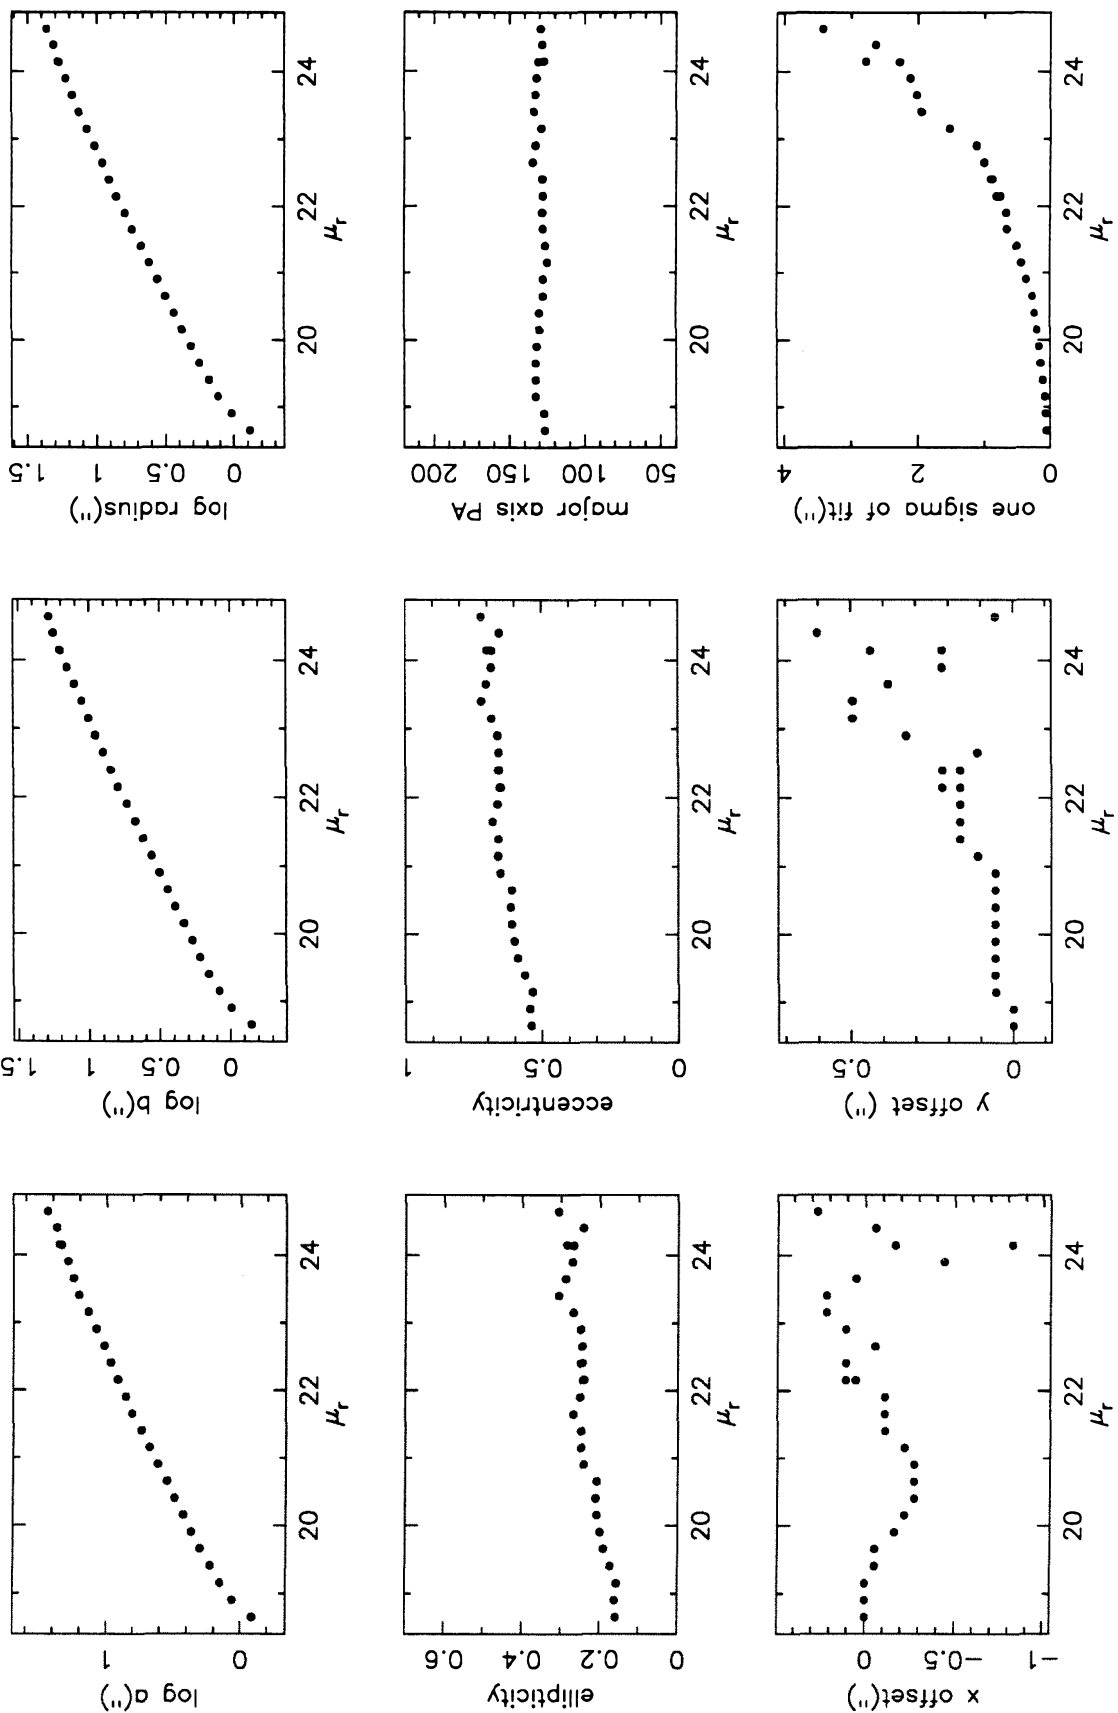 log a(")
1
0
20 22 24
μr
log b(")
1.5
1
0.5
0
20 22 24
μr
log radius(")
1.5
1
0.5
0
20 22 24
μr
ellipticity
0.6
0.4
0.2
0
20 22 24
μr
eccentricity
1
0.5
0
20 22 24
μr
major axis PA
200
150
100
50
20 22 24
μr
x offset(")
0
−0.5
−1
20 22 24
μr
y offset (")
0.5
0
20 22 24
μr
one sigma of fit(")
4
2
0
20 22 24
μr